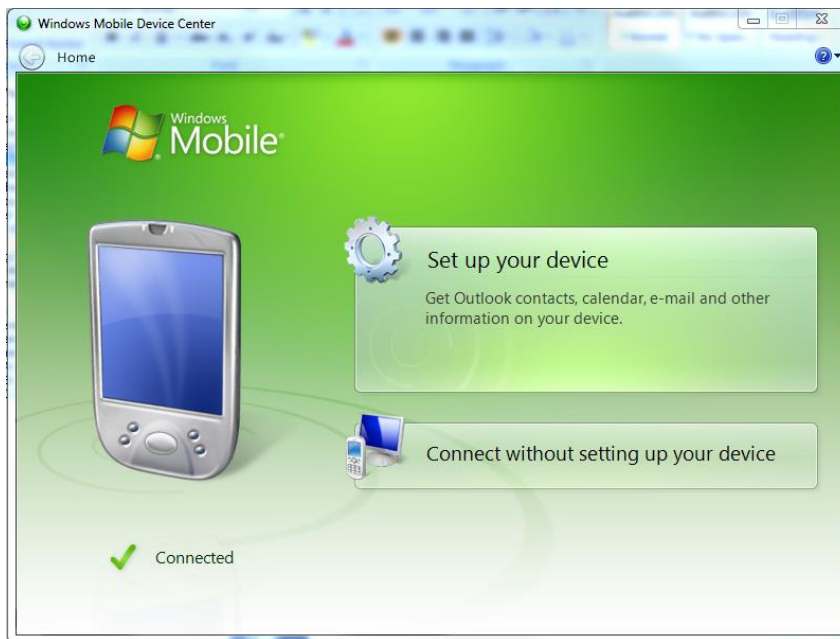 Windows Mobile Device Center
Home
Windows
Mobile®
Set up your device
Get Outlook contacts, calendar, e-mail and other
information on your device.
Connect without setting up your device
Connected